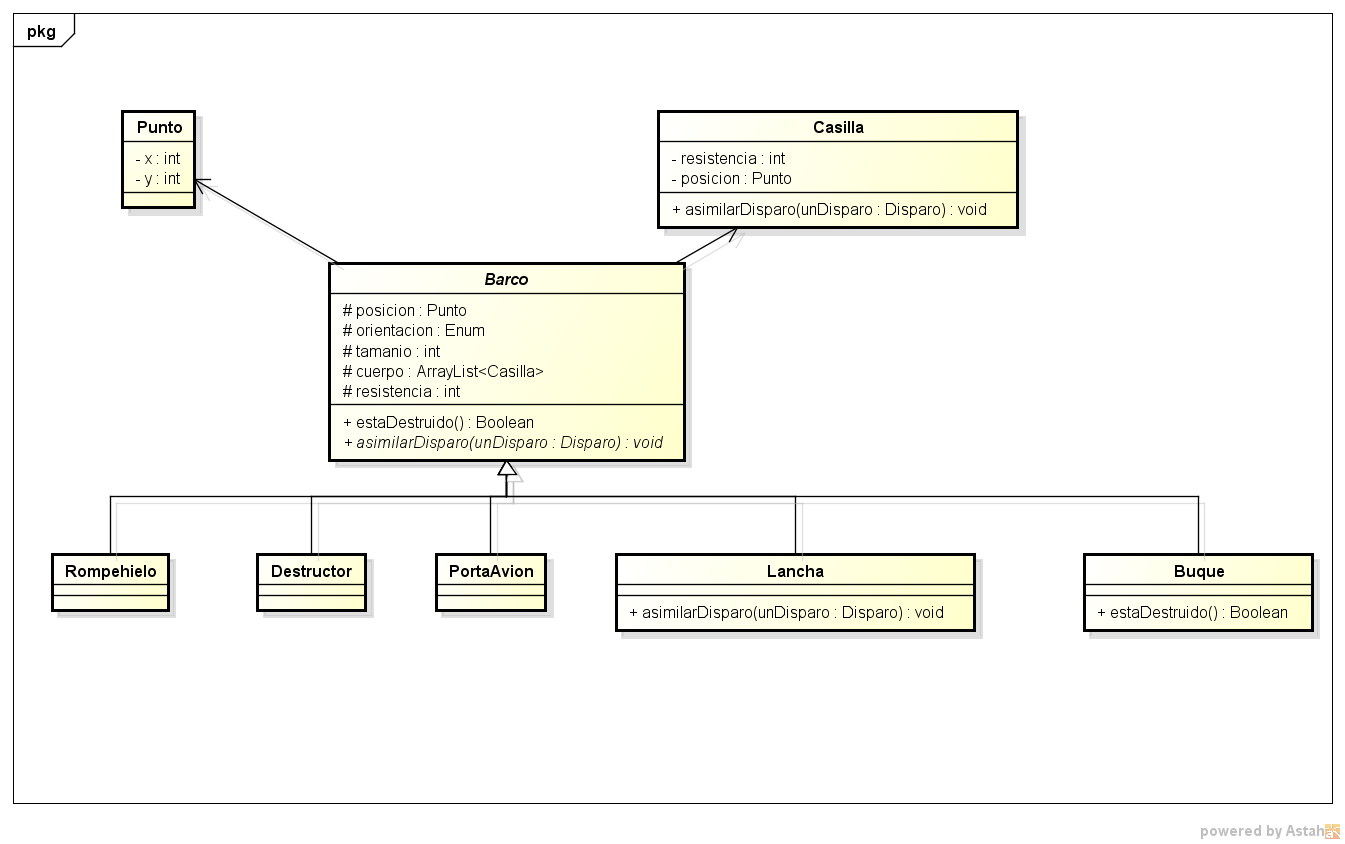 pkg
Punto
- x : int
- y : int
Casilla
- resistencia : int
- posicion : Punto
+ asimilarDisparo(unDisparo : Disparo) : void
Barco
# posicion : Punto
# orientacion : Enum
# tamanio : int
# cuerpo : ArrayList<Casilla>
# resistencia : int
+ estaDestruido() : Boolean
+ asimilarDisparo(unDisparo : Disparo) : void
Rompehielo
Destructor
PortaAvion
Lancha
+ asimilarDisparo(unDisparo : Disparo) : void
Buque
+ estaDestruido() : Boolean
powered by Astah